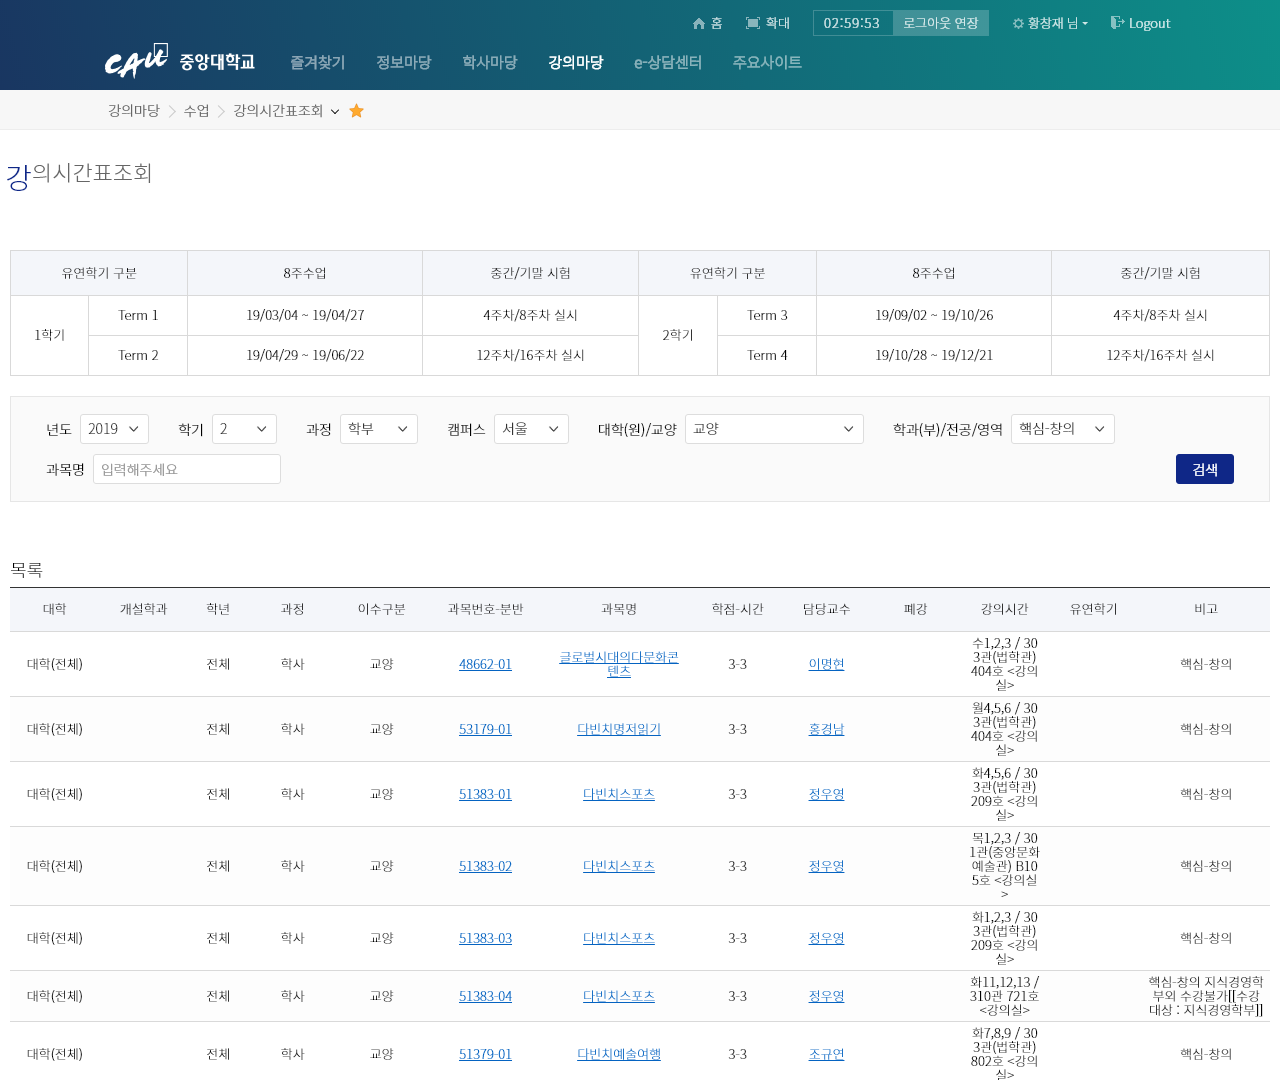 홈 확대 02:59:53 로그아웃 연장 황창재 님 Logout
CAU 중앙대학교 즐겨찾기 정보마당 학사마당 강의마당 e-상담센터 주요사이트
강의마당 수업 강의시간표조회
강의시간표조회
유연학기 구분 8주수업 중간/기말 시험 유연학기 구분 8주수업 중간/기말 시험
1학기 Term 1 19/03/04 ~ 19/04/27 4주차/8주차 실시 2학기 Term 3 19/09/02 ~ 19/10/26 4주차/8주차 실시
Term 2 19/04/29 ~ 19/06/22 12주차/16주차 실시 Term 4 19/10/28 ~ 19/12/21 12주차/16주차 실시
년도 2019 학기 2 과정 학부 캠퍼스 서울 대학(원)/교양 교양 학과(부)/전공/영역 핵심-창의
과목명 입력해주세요 검색
목록
대학 개설학과 학년 과정 이수구분 과목번호-분반 과목명 학점-시간 담당교수 폐강 강의시간 유연학기 비고
대학(전체) 전체 학사 교양 48662-01 글로벌시대의다문화콘
텐츠 3-3 이명현 수1,2,3 / 30
3관(법학관)
404호 <강의
실> 핵심-창의
대학(전체) 전체 학사 교양 53179-01 다빈치명저읽기 3-3 홍경남 월4,5,6 / 30
3관(법학관)
404호 <강의
실> 핵심-창의
대학(전체) 전체 학사 교양 51383-01 다빈치스포츠 3-3 정우영 화4,5,6 / 30
3관(법학관)
209호 <강의
실> 핵심-창의
대학(전체) 전체 학사 교양 51383-02 다빈치스포츠 3-3 정우영 목1,2,3 / 30
1관(중앙문화
예술관) B10
5호 <강의실
> 핵심-창의
대학(전체) 전체 학사 교양 51383-03 다빈치스포츠 3-3 정우영 화1,2,3 / 30
3관(법학관)
209호 <강의
실> 핵심-창의
대학(전체) 전체 학사 교양 51383-04 다빈치스포츠 3-3 정우영 화11,12,13 /
310관 721호
<강의실> 핵심-창의 지식경영학
부외 수강불가[[수강
대상 : 지식경영학부]]
대학(전체) 전체 학사 교양 51379-01 다빈치예술여행 3-3 조규연 화7,8,9 / 30
3관(법학관)
802호 <강의
실> 핵심-창의